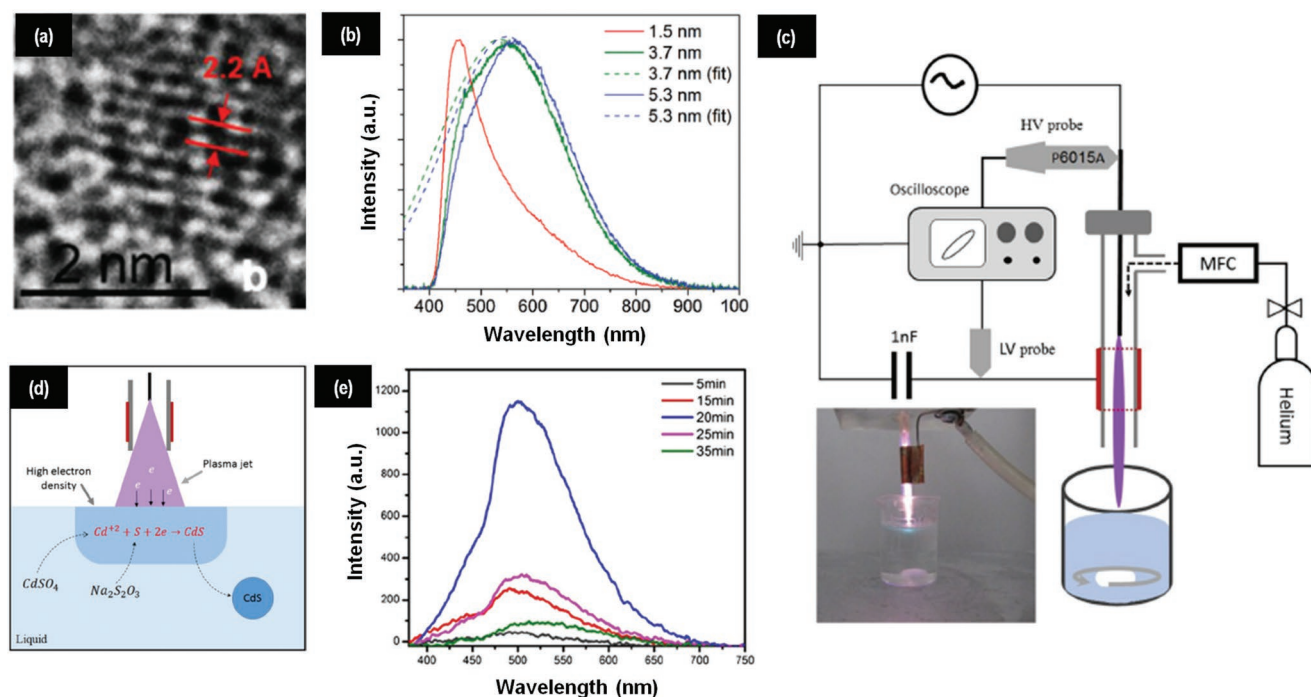 (a)
2.2 A
2 nm
b
(b)
1.5 nm
3.7 nm
3.7 nm (fit)
5.3 nm
5.3 nm (fit)
Intensity (a.u.)
400 500 600 700 800 900 100
Wavelength (nm)
(c)
HV probe
P6015A
Oscilloscope
MFC
1nF
LV probe
Helium
(d)
High electron
density
Plasma jet
e
e e
Cd⁺² + S + 2e → CdS
CdSO₄
Na₂S₂O₃
CdS
Liquid
(e)
5min
15min
20min
25min
35min
Intensity (a.u.)
1200
1000
800
600
400
200
0
400 450 500 550 600 650 700 750
Wavelength (nm)